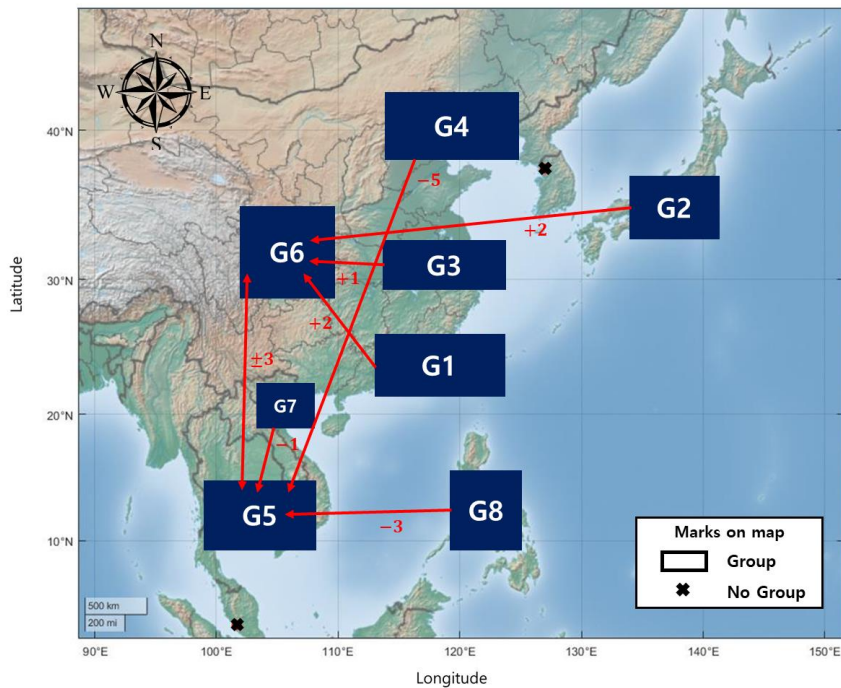 N
W E
S
40°N
30°N
20°N
10°N
Latitude
G4
−5
G2
+2
G6
G3
+1
+2
G1
±3
G7
−1
G5
G8
−3
Marks on map
Group
No Group
500 km
200 mi
90°E 100°E 110°E 120°E 130°E 140°E 150°E
Longitude